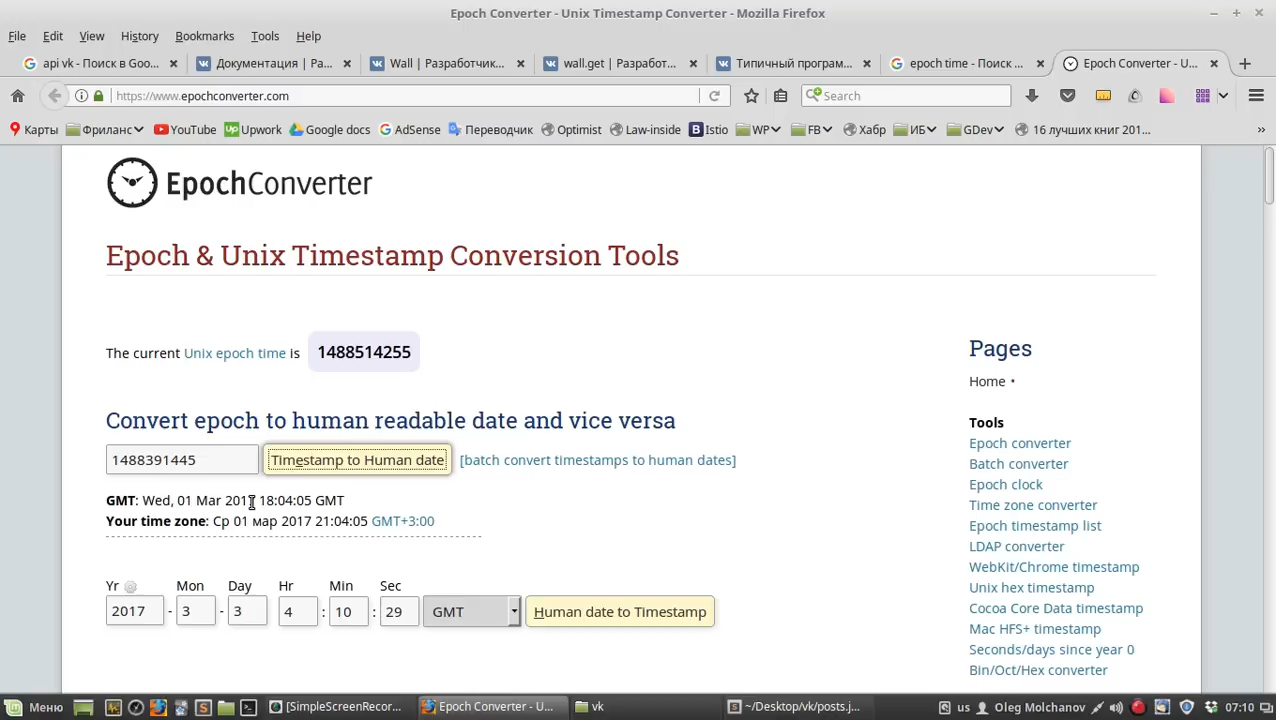 Epoch Converter - Unix Timestamp Converter - Mozilla Firefox
File Edit View History Bookmarks Tools Help
api vk - Поиск в Goo... Документация | Ра... Wall | Разработчик... wall.get | Разработ... Типичный програм... epoch time - Поиск ... Epoch Converter - U...
https://www.epochconverter.com Search
Карты Фриланс YouTube Upwork Google docs AdSense Переводчик Optimist Law-inside Istio WP FB Хабр ИБ GDev 16 лучших книг 201... »
EpochConverter
Epoch & Unix Timestamp Conversion Tools
The current Unix epoch time is 1488514255
Convert epoch to human readable date and vice versa
1488391445 Timestamp to Human date [batch convert timestamps to human dates]
GMT: Wed, 01 Mar 2017 18:04:05 GMT
Your time zone: Ср 01 мар 2017 21:04:05 GMT+3:00
Yr Mon Day Hr Min Sec
2017 - 3 - 3 4 : 10 : 29 GMT Human date to Timestamp
Pages
Home •
Tools
Epoch converter
Batch converter
Epoch clock
Time zone converter
Epoch timestamp list
LDAP converter
WebKit/Chrome timestamp
Unix hex timestamp
Cocoa Core Data timestamp
Mac HFS+ timestamp
Seconds/days since year 0
Bin/Oct/Hex converter
Меню [SimpleScreenRecor... Epoch Converter - U... vk ~/Desktop/vk/posts.j... us Oleg Molchanov 07:10